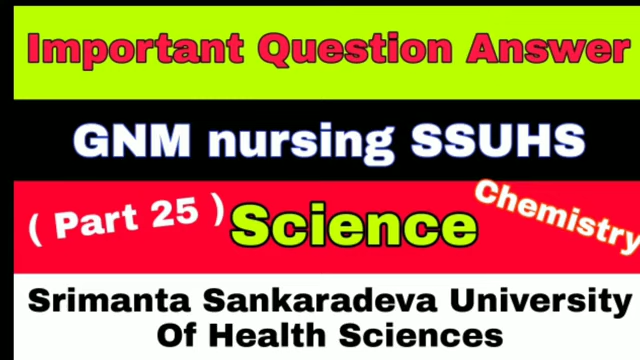 Important Question Answer
GNM nursing SSUHS
( Part 25 ) Science Chemistry
Srimanta Sankaradeva University
Of Health Sciences